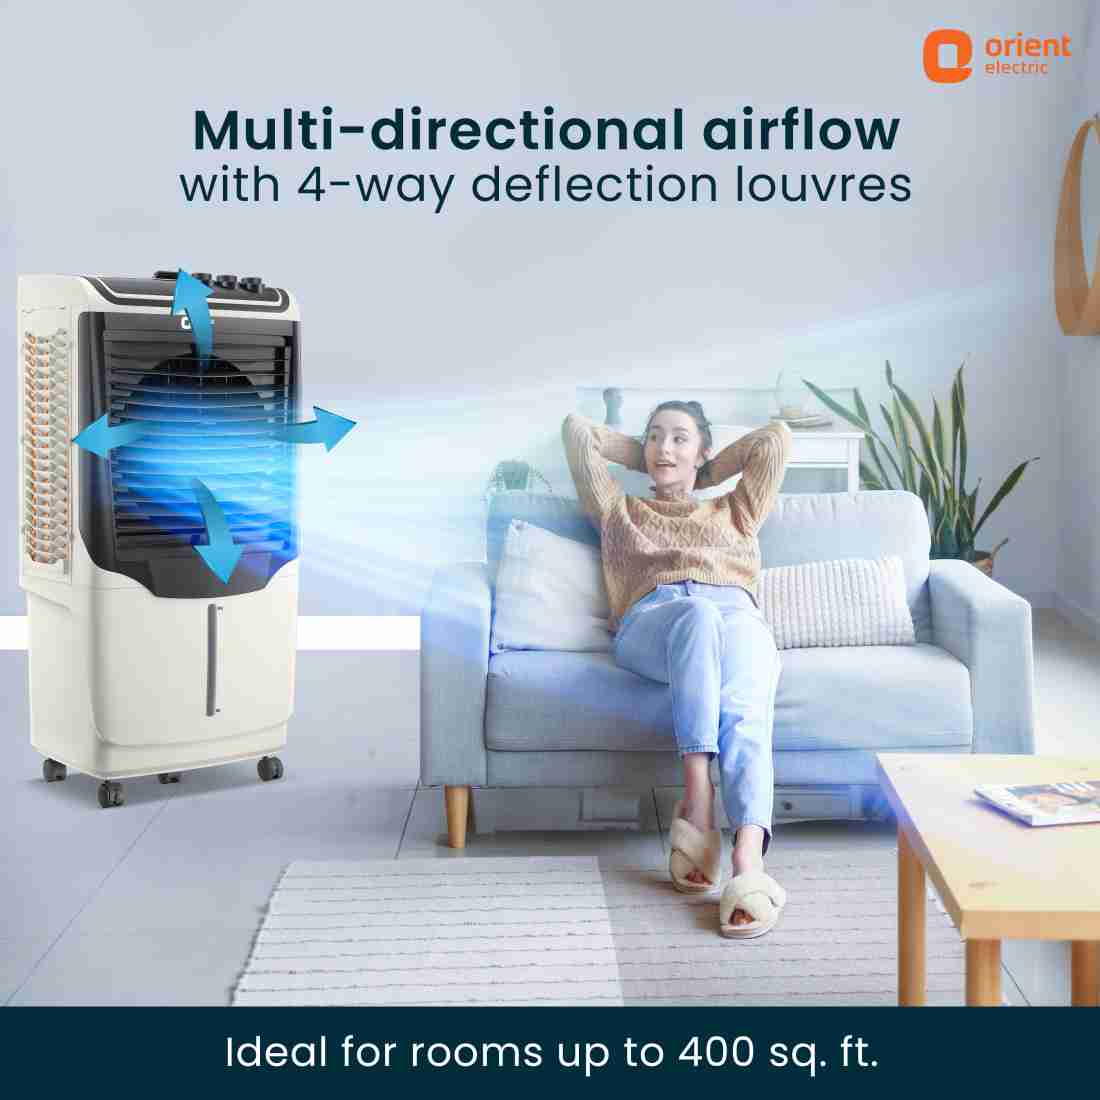 orient
electric
Multi-directional airflow
with 4-way deflection louvres
Ideal for rooms up to 400 sq. ft.